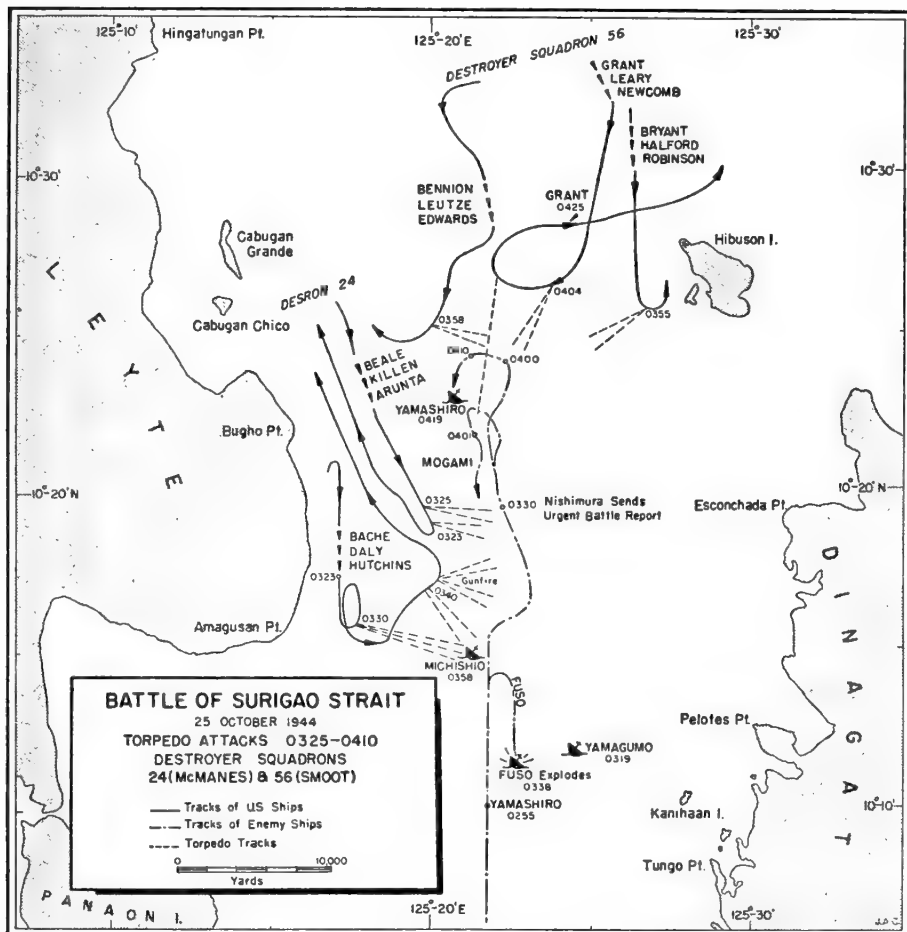 125°-10'
Hingatungan Pt.
125°-20' E
DESTROYER SQUADRON 56
125°-30'
GRANT
LEARY
NEWCOMB
BRYANT
HALFORD
ROBINSON
10°-30'
10°-30'
BENNION
LEUTZE
EDWARDS
GRANT
0425
Cabugan
Grande
Hibuson I.
DESRON 24
Cabugan Chico
0404
0358
0355
0400
BEALE
KILLEN
ARUNTA
YAMASHIRO
0419
0401
MOGAMI
Bugho Pt.
LEYTE
10°-20' N
10°-20'
0325
0330
Nishimura Sends
Urgent Battle Report
Esconchada Pt.
0323
BACHE
DALY
HUTCHINS
0323
Gunfire
0340
0330
Amagusan Pt.
MICHISHIO
0358
DINAGAT
FUSO
Pelotes Pt.
YAMAGUMO
0319
FUSO Explodes
0338
YAMASHIRO
0255
Kanihaan I.
10°-10'
Tungo Pt.
BATTLE OF SURIGAO STRAIT
25 OCTOBER 1944
TORPEDO ATTACKS 0325-0410
DESTROYER SQUADRONS
24 (McMANES) & 56 (SMOOT)
Tracks of US Ships
Tracks of Enemy Ships
Torpedo Tracks
0 10,000
Yards
PANAON I.
125°-20' E
125°-30'